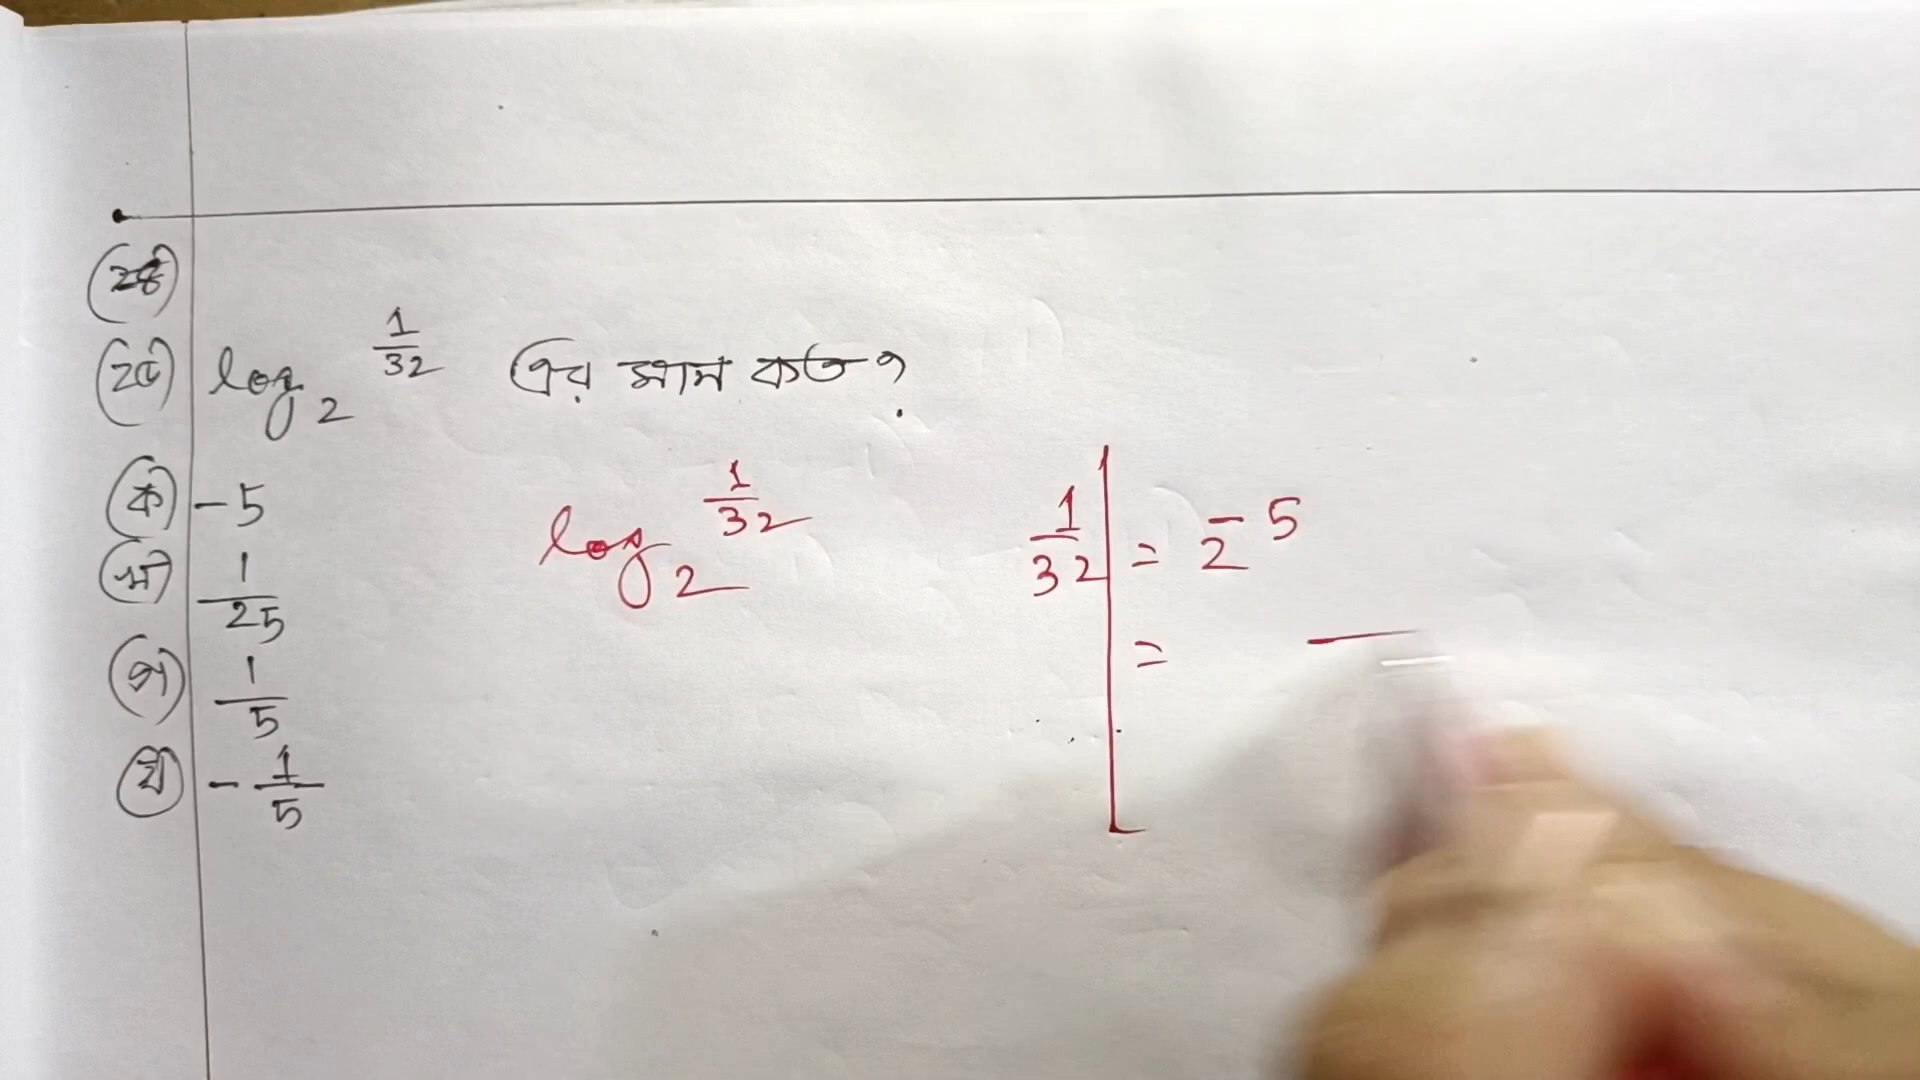 (২৪)
(২৫) log₂ 1/32 এর মান কত?
(ক) -5
(খ) 1/25
(গ) 1/5
(ঘ) - 1/5
log₂ 1/32
1/32 = 2⁻⁵
=